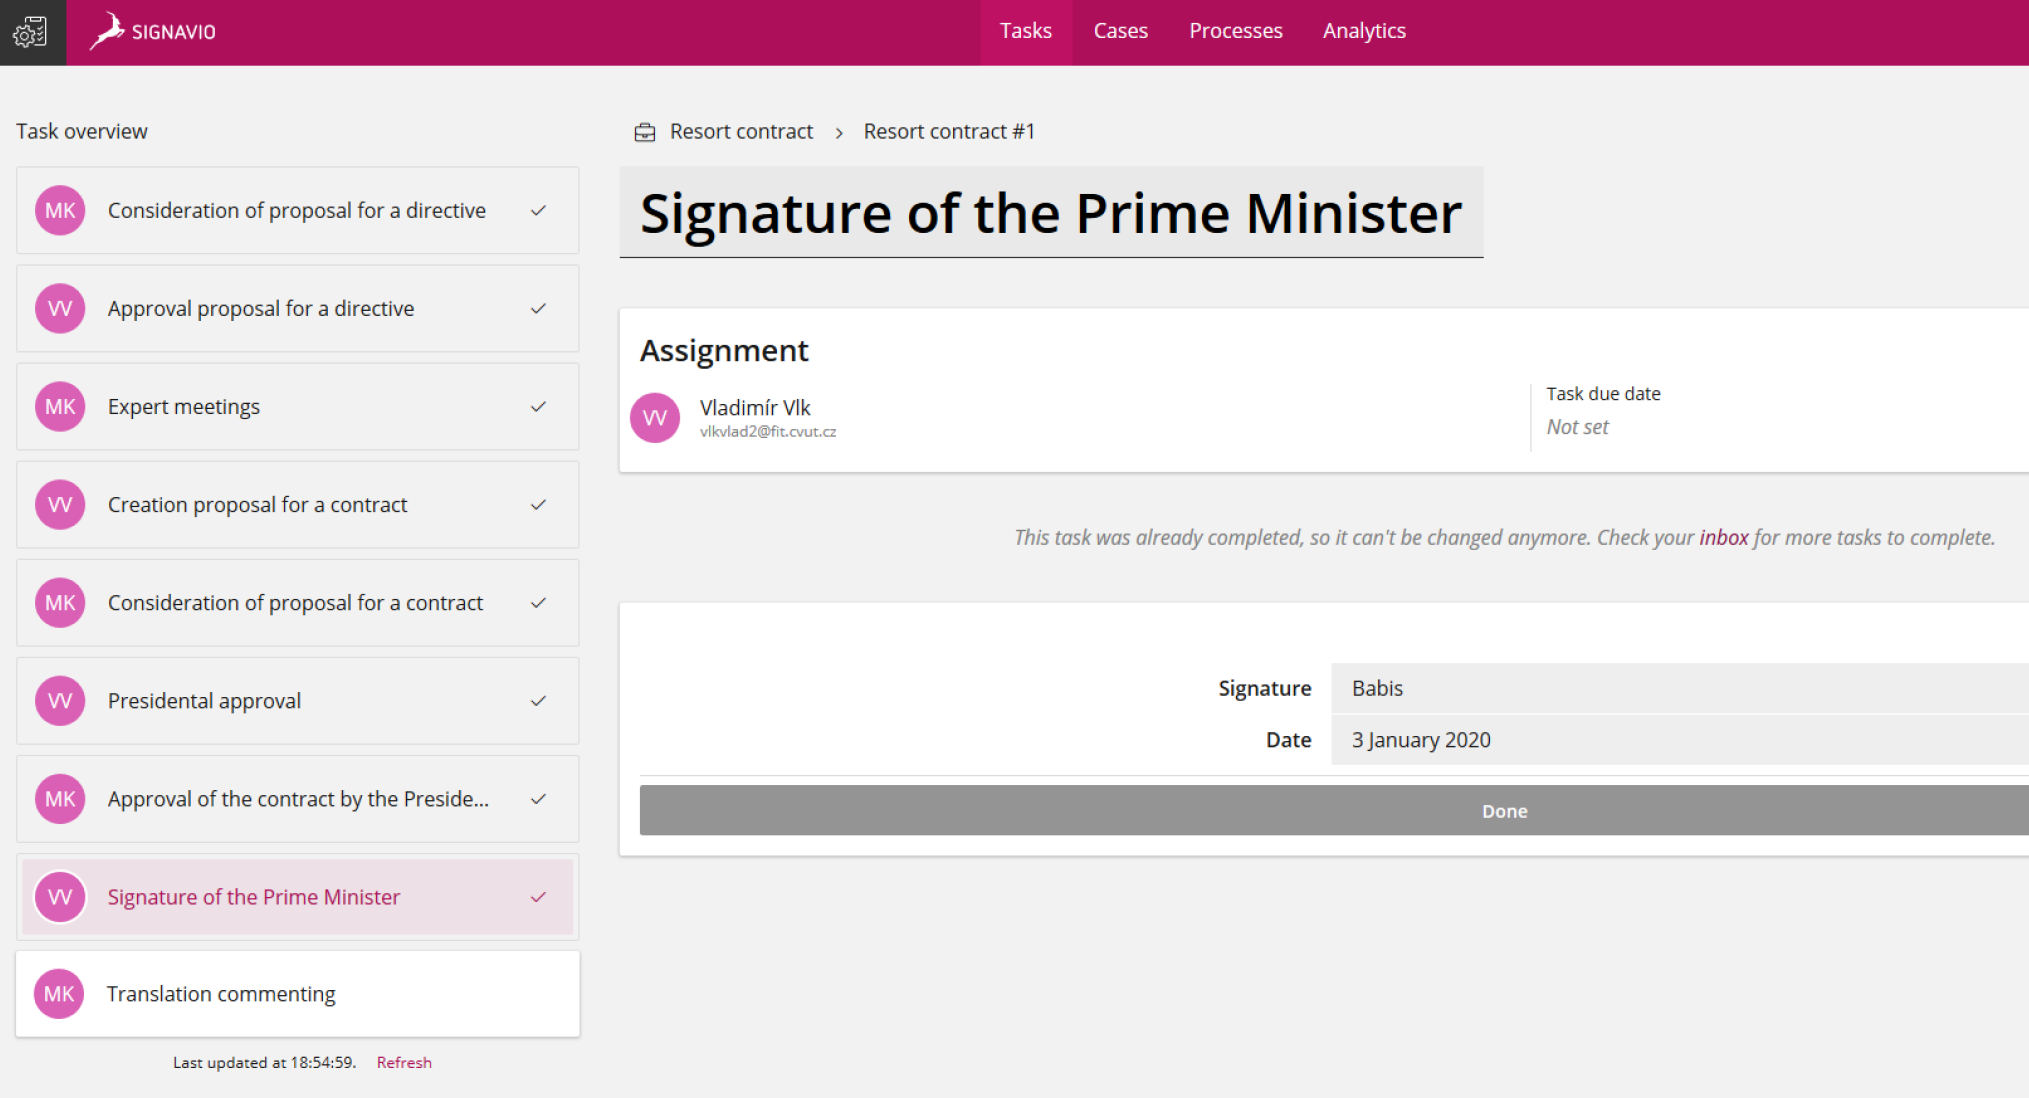 SIGNAVIO
Tasks
Cases
Processes
Analytics
Task overview
MK Consideration of proposal for a directive
VV Approval proposal for a directive
MK Expert meetings
VV Creation proposal for a contract
MK Consideration of proposal for a contract
VV Presidental approval
MK Approval of the contract by the Preside...
VV Signature of the Prime Minister
MK Translation commenting
Last updated at 18:54:59. Refresh
Resort contract › Resort contract #1
Signature of the Prime Minister
Assignment
VV Vladimír Vlk
vlkvlad2@fit.cvut.cz
Task due date
Not set
This task was already completed, so it can't be changed anymore. Check your inbox for more tasks to complete.
Signature Babis
Date 3 January 2020
Done